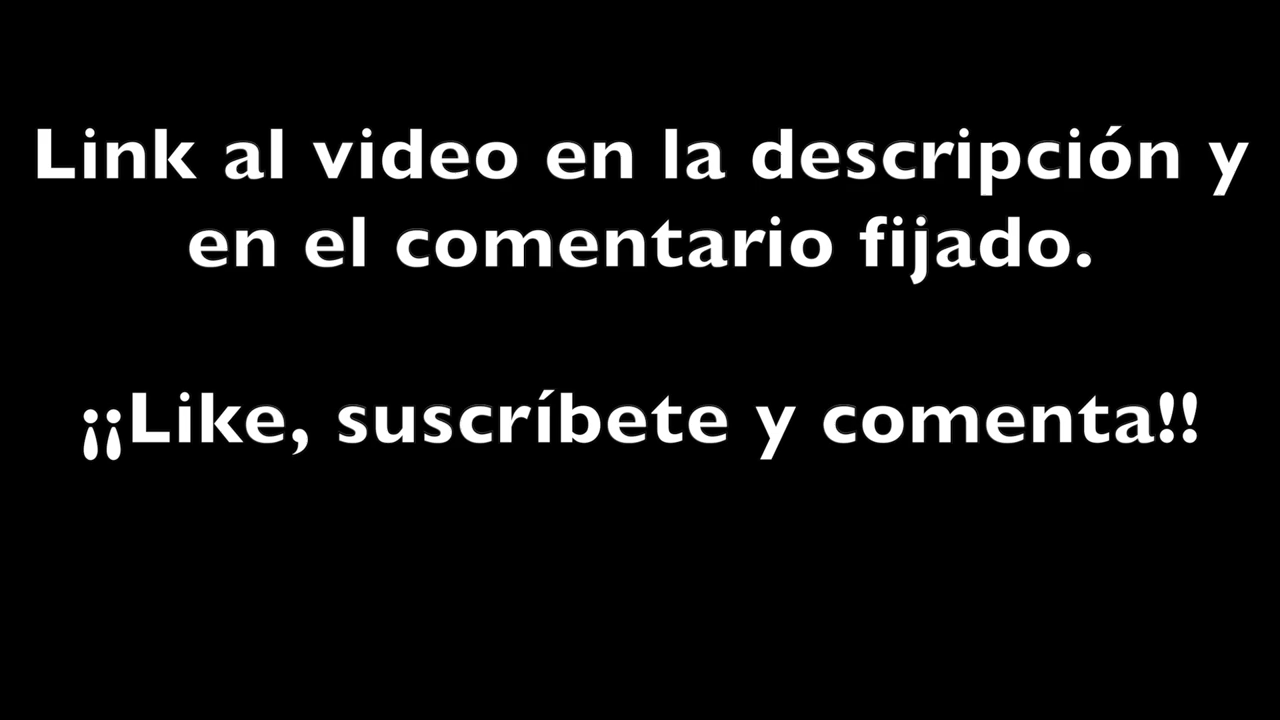 Link al video en la descripción y
en el comentario fijado.
¡¡Like, suscríbete y comenta!!